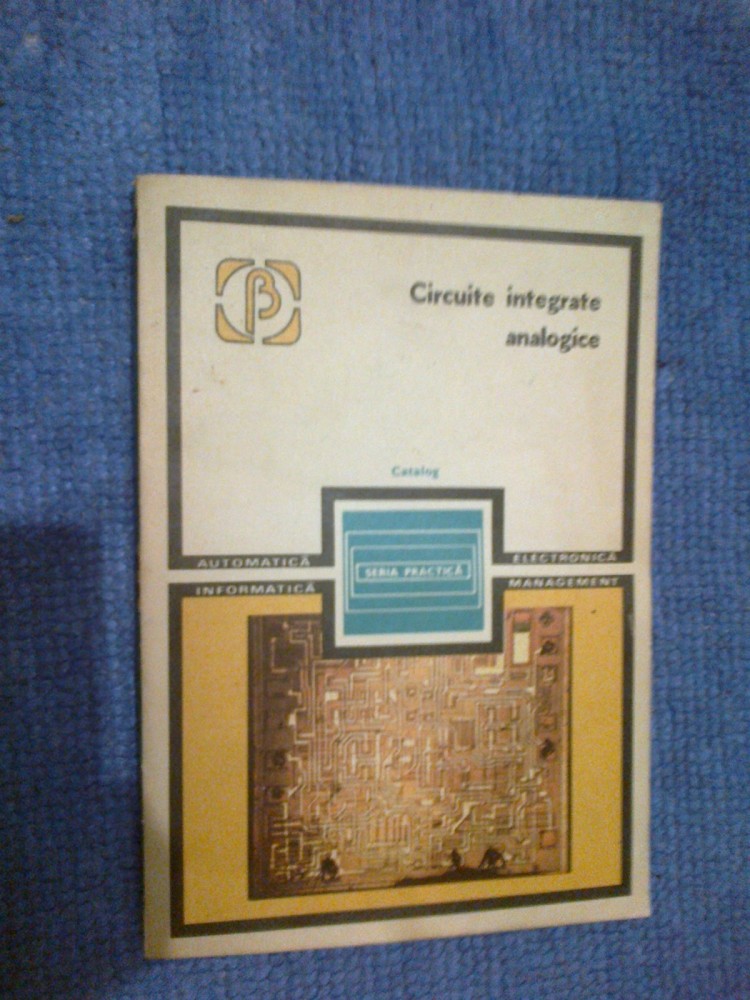 β
Circuite integrate
analogice
Catalog
AUTOMATICĂ
ELECTRONICĂ
SERIA PRACTICĂ
INFORMATICĂ
MANAGEMENT